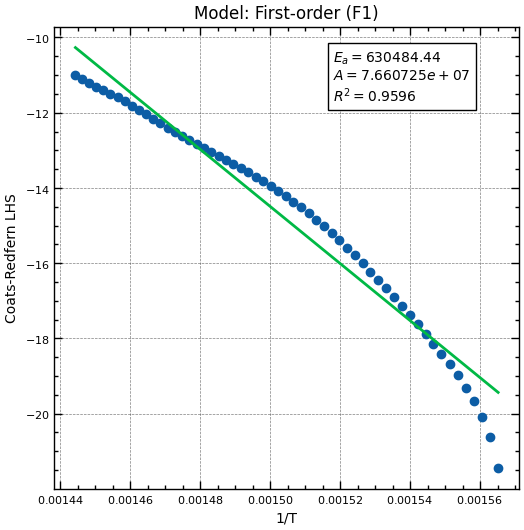 Model: First-order (F1)
E_a = 630484.44
A = 7.660725e + 07
R^2 = 0.9596
Coats-Redfern LHS
−10
−12
−14
−16
−18
−20
0.00144 0.00146 0.00148 0.00150 0.00152 0.00154 0.00156
1/T